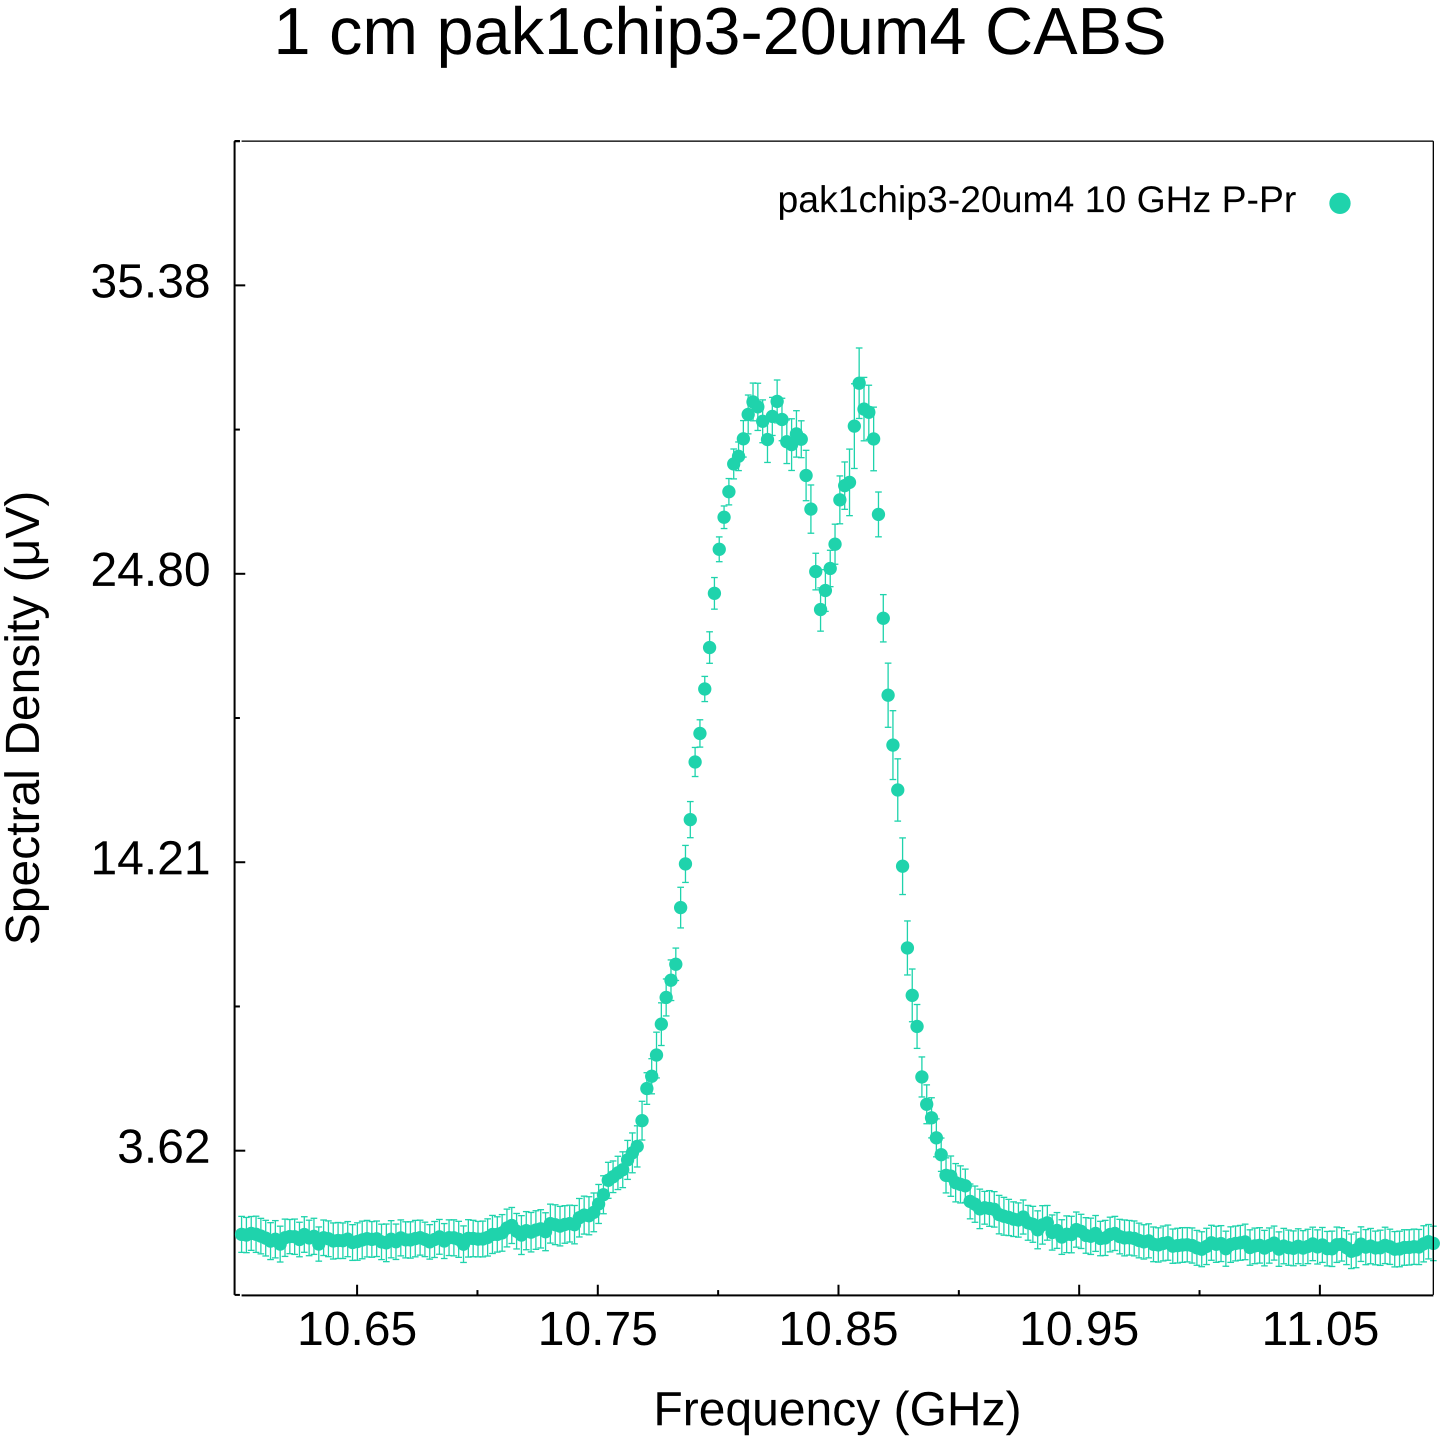 1 cm pak1chip3-20um4 CABS
pak1chip3-20um4 10 GHz P-Pr
35.38
24.80
14.21
3.62
Spectral Density (μV)
10.65 10.75 10.85 10.95 11.05
Frequency (GHz)